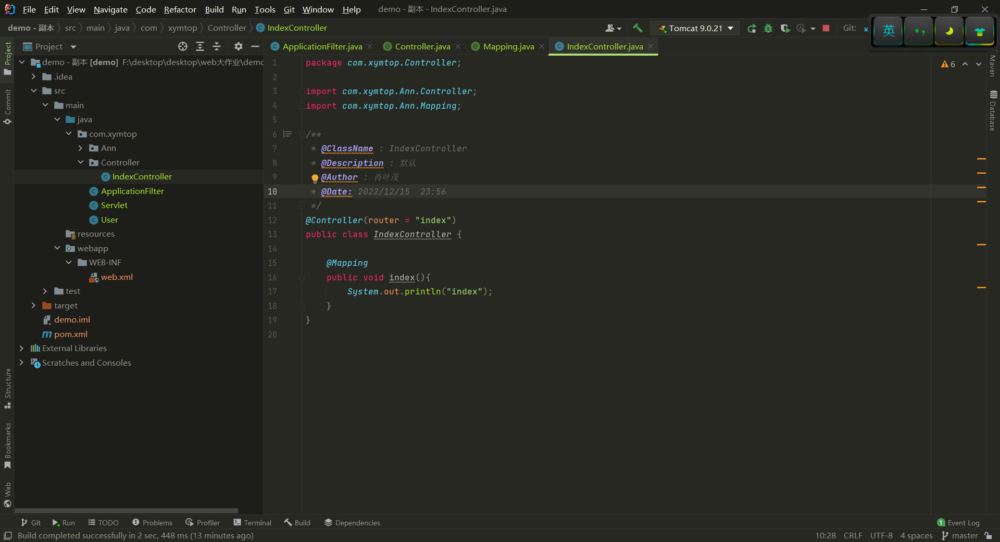 File Edit View Navigate Code Refactor Build Run Tools Git Window Help demo - 副本 - IndexController.java
demo - 副本 src main java com xymtop Controller IndexController Tomcat 9.0.21 Git: 英
Project ApplicationFilter.java Controller.java Mapping.java IndexController.java
Project
Commit
Structure
Bookmarks
Web
demo - 副本 [demo] F:\desktop\desktop\web大作业\demo
.idea
src
main
java
com.xymtop
Ann
Controller
IndexController
ApplicationFilter
Servlet
User
resources
webapp
WEB-INF
web.xml
test
target
demo.iml
pom.xml
External Libraries
Scratches and Consoles
1 package com.xymtop.Controller;
2
3 import com.xymtop.Ann.Controller;
4 import com.xymtop.Ann.Mapping;
5
6 /**
7 * @ClassName : IndexController
8 * @Description : 默认
9 @Author : 肖叶茂
10 * @Date: 2022/12/15 23:56
11 */
12 @Controller(router = "index")
13 public class IndexController {
14
15 @Mapping
16 public void index(){
17 System.out.println("index");
18 }
19 }
20
6
Maven
Database
Git Run TODO Problems Profiler Terminal Build Dependencies 1 Event Log
Build completed successfully in 2 sec, 448 ms (13 minutes ago) 10:28 CRLF UTF-8 4 spaces master